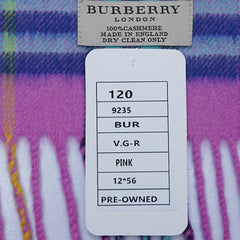 BURBERRY
LONDON
100%CASHMERE
MADE IN ENGLAND
DRY CLEAN ONLY
120
9235
BUR
V.G-R
PINK
12*56
PRE-OWNED